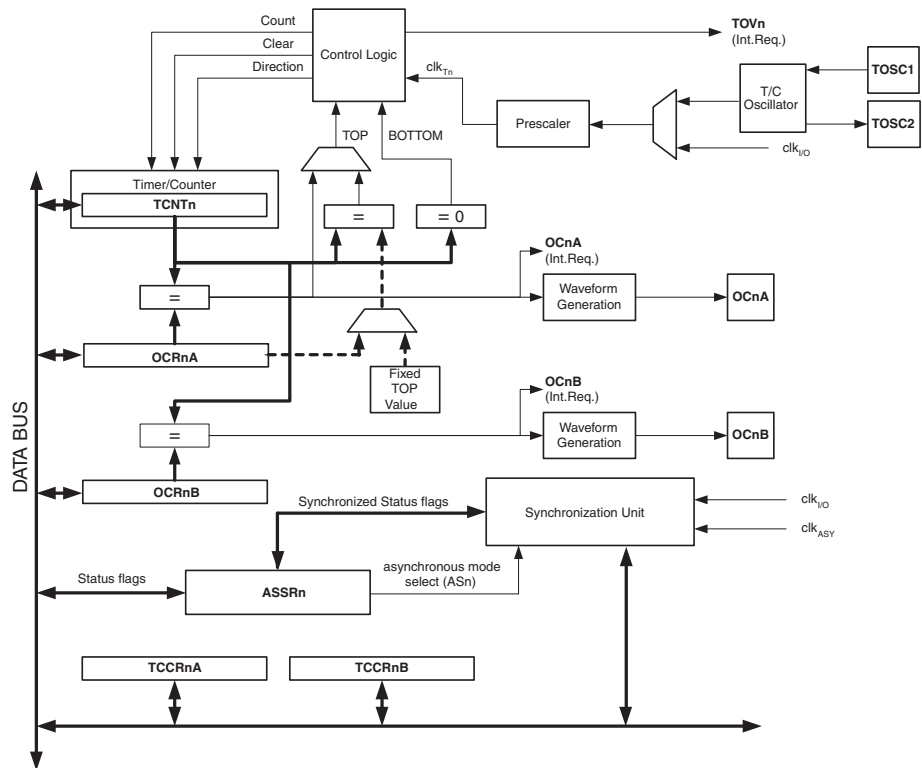 Count
Clear
Direction
Control Logic
TOVn
(Int.Req.)
clkTn
TOSC1
T/C
Oscillator
Prescaler
TOSC2
clkI/O
TOP
BOTTOM
Timer/Counter
TCNTn
=
= 0
OCnA
(Int.Req.)
=
Waveform
Generation
OCnA
OCRnA
Fixed
TOP
Value
OCnB
(Int.Req.)
=
Waveform
Generation
OCnB
DATA BUS
OCRnB
Synchronized Status flags
Synchronization Unit
clkI/O
clkASY
Status flags
ASSRn
asynchronous mode
select (ASn)
TCCRnA
TCCRnB